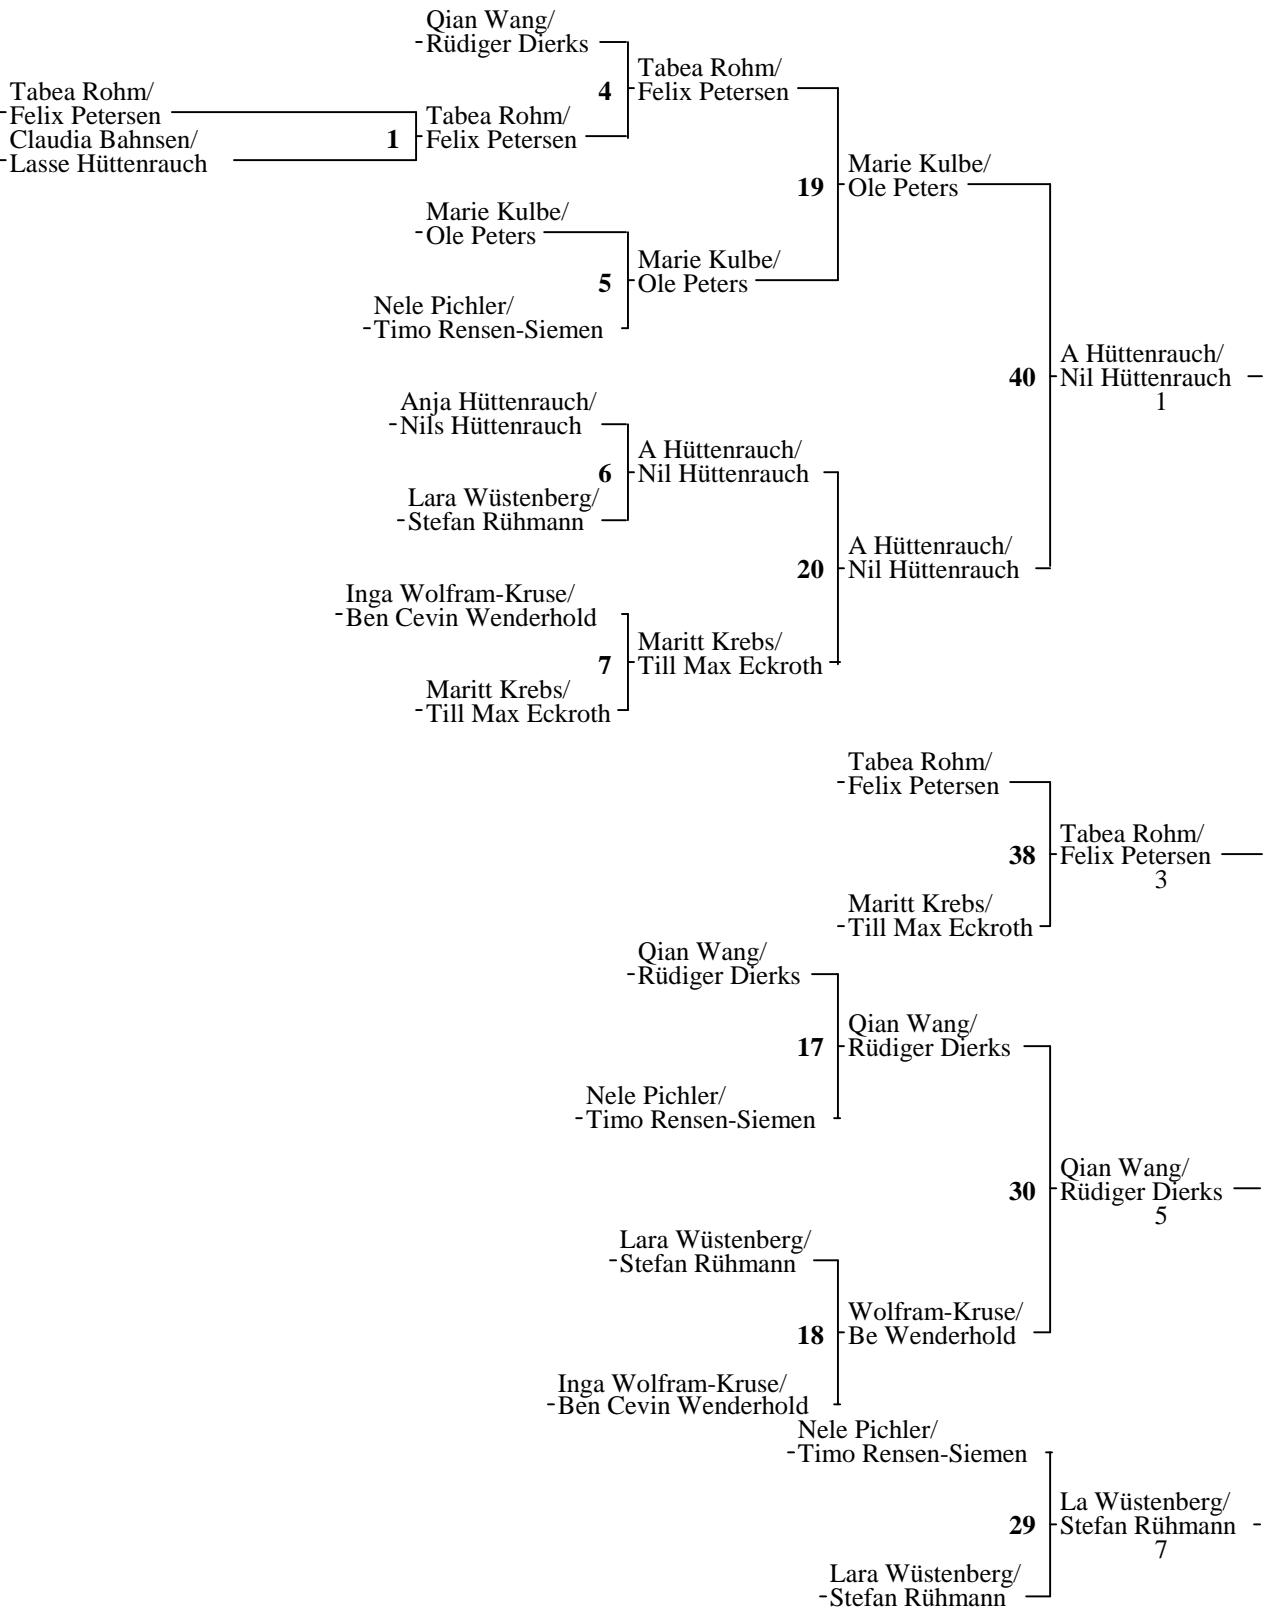 Qian Wang/
-Rüdiger Dierks
4
Tabea Rohm/
Felix Petersen
Tabea Rohm/
Felix Petersen
Claudia Bahnsen/
Lasse Hüttenrauch
1
Tabea Rohm/
Felix Petersen
19
Marie Kulbe/
Ole Peters
Marie Kulbe/
-Ole Peters
5
Marie Kulbe/
Ole Peters
Nele Pichler/
-Timo Rensen-Siemen
40
A Hüttenrauch/
Nil Hüttenrauch
1
Anja Hüttenrauch/
-Nils Hüttenrauch
6
A Hüttenrauch/
Nil Hüttenrauch
Lara Wüstenberg/
-Stefan Rühmann
20
A Hüttenrauch/
Nil Hüttenrauch
Inga Wolfram-Kruse/
-Ben Cevin Wenderhold
7
Maritt Krebs/
Till Max Eckroth
Maritt Krebs/
-Till Max Eckroth
Tabea Rohm/
-Felix Petersen
38
Tabea Rohm/
Felix Petersen
3
Maritt Krebs/
-Till Max Eckroth
Qian Wang/
-Rüdiger Dierks
17
Qian Wang/
Rüdiger Dierks
Nele Pichler/
-Timo Rensen-Siemen
30
Qian Wang/
Rüdiger Dierks
5
Lara Wüstenberg/
-Stefan Rühmann
18
Wolfram-Kruse/
Be Wenderhold
Inga Wolfram-Kruse/
-Ben Cevin Wenderhold
Nele Pichler/
-Timo Rensen-Siemen
29
La Wüstenberg/
Stefan Rühmann
7
Lara Wüstenberg/
-Stefan Rühmann